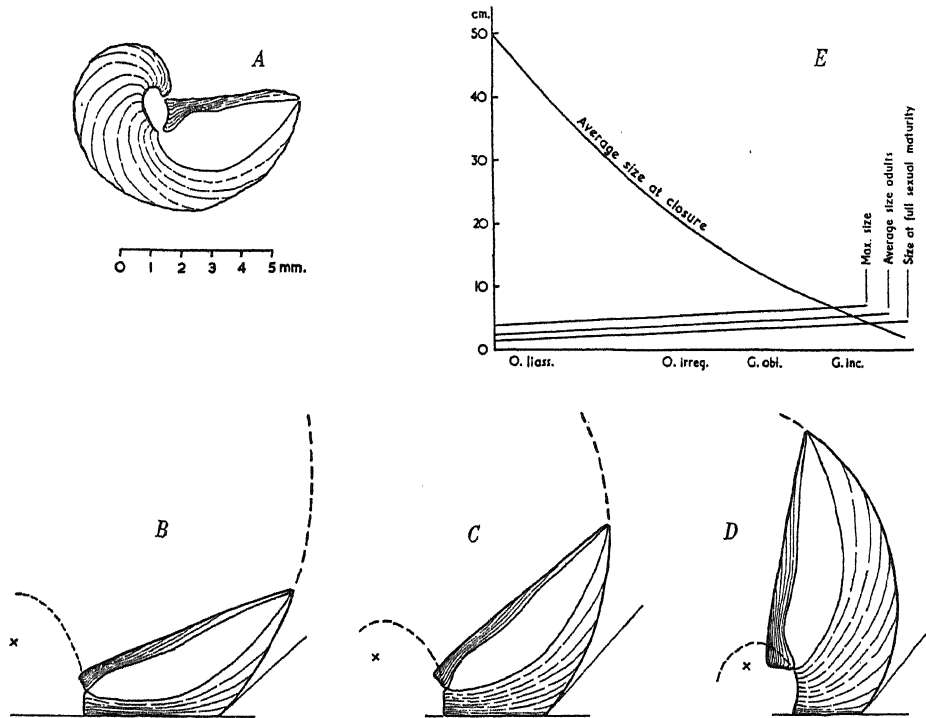 A
0 1 2 3 4 5 mm.
cm.
50
40
30
20
10
0
E
Average size at closure
Max. size
Average size adults
Size at full sexual maturity
O. liass.
O. irreg.
G. obl.
G. inc.
B
×
C
×
D
×